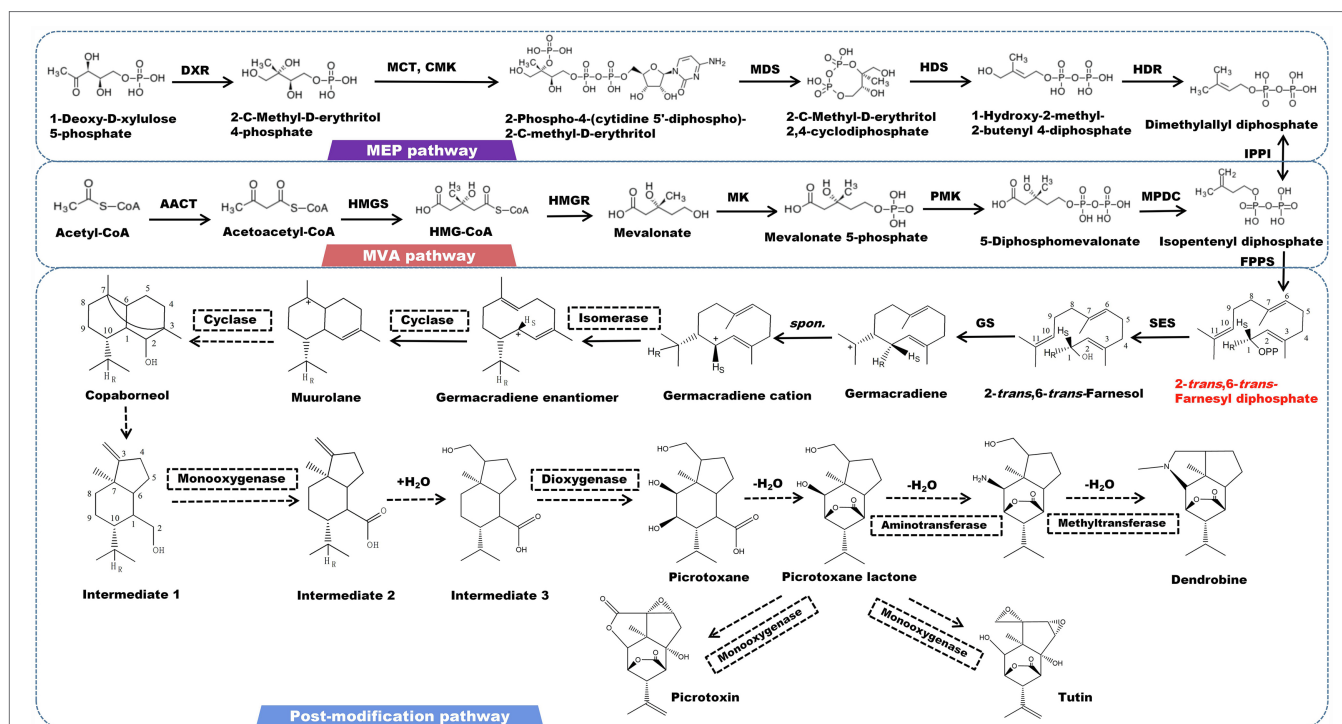 DXR
MCT, CMK
MDS
HDS
HDR
1-Deoxy-D-xylulose
5-phosphate
2-C-Methyl-D-erythritol
4-phosphate
2-Phospho-4-(cytidine 5'-diphospho)-
2-C-methyl-D-erythritol
2-C-Methyl-D-erythritol
2,4-cyclodiphosphate
1-Hydroxy-2-methyl-
2-butenyl 4-diphosphate
Dimethylallyl diphosphate
MEP pathway
IPPI
AACT
HMGS
HMGR
MK
PMK
MPDC
Acetyl-CoA
Acetoacetyl-CoA
HMG-CoA
Mevalonate
Mevalonate 5-phosphate
5-Diphosphomevalonate
Isopentenyl diphosphate
MVA pathway
FPPS
Cyclase
Cyclase
Isomerase
spon.
GS
SES
Copaborneol
Muurolane
Germacradiene enantiomer
Germacradiene cation
Germacradiene
2-trans,6-trans-Farnesol
2-trans,6-trans-
Farnesyl diphosphate
Monooxygenase
+H₂O
Dioxygenase
-H₂O
-H₂O
Aminotransferase
-H₂O
Methyltransferase
Intermediate 1
Intermediate 2
Intermediate 3
Picrotoxane
Picrotoxane lactone
Dendrobine
Monooxygenase
Monooxygenase
Picrotoxin
Tutin
Post-modification pathway